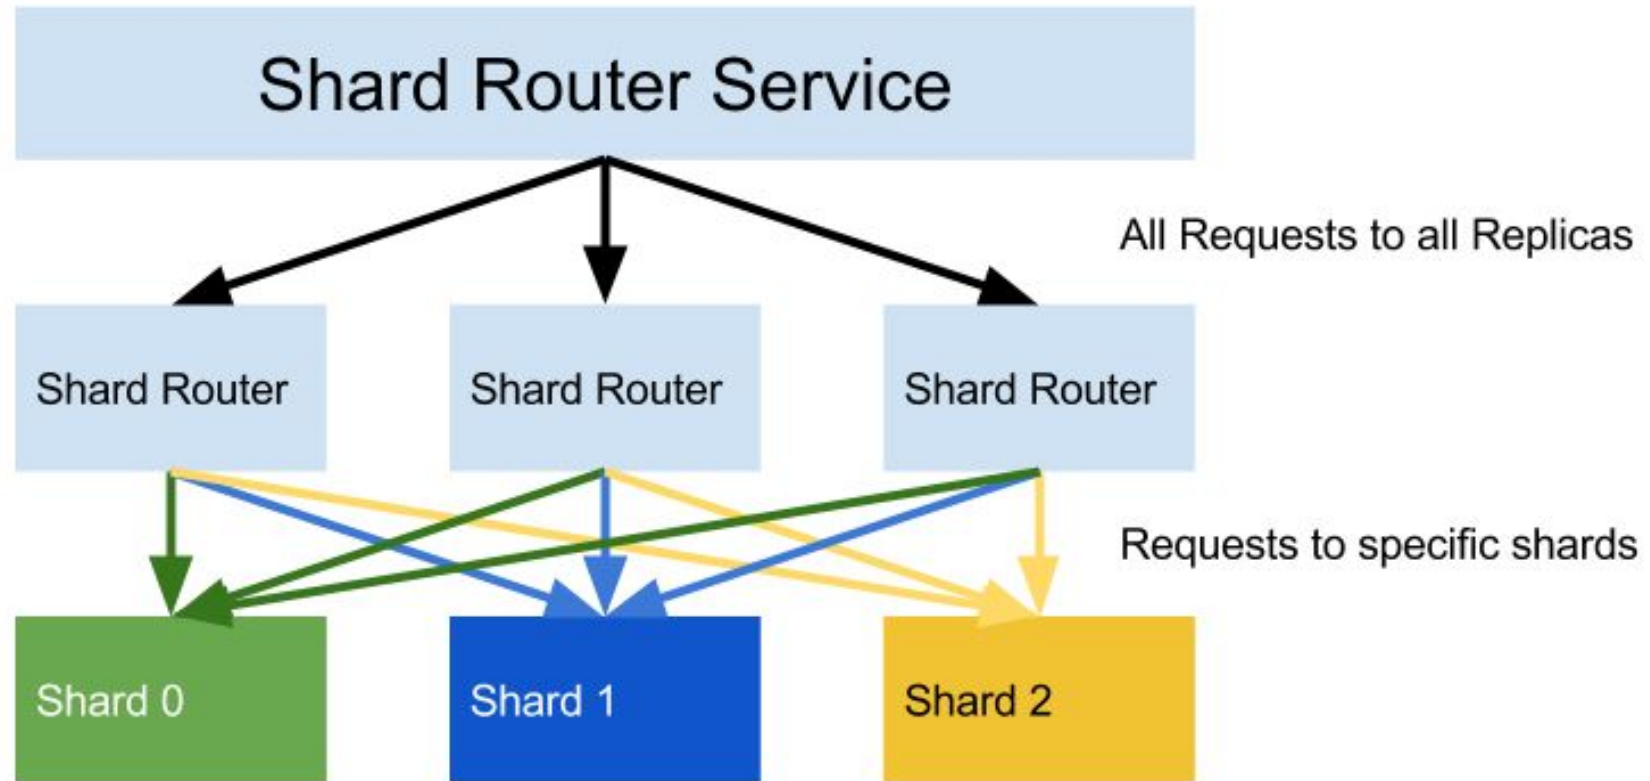 Shard Router Service
All Requests to all Replicas
Shard Router
Shard Router
Shard Router
Requests to specific shards
Shard 0
Shard 1
Shard 2